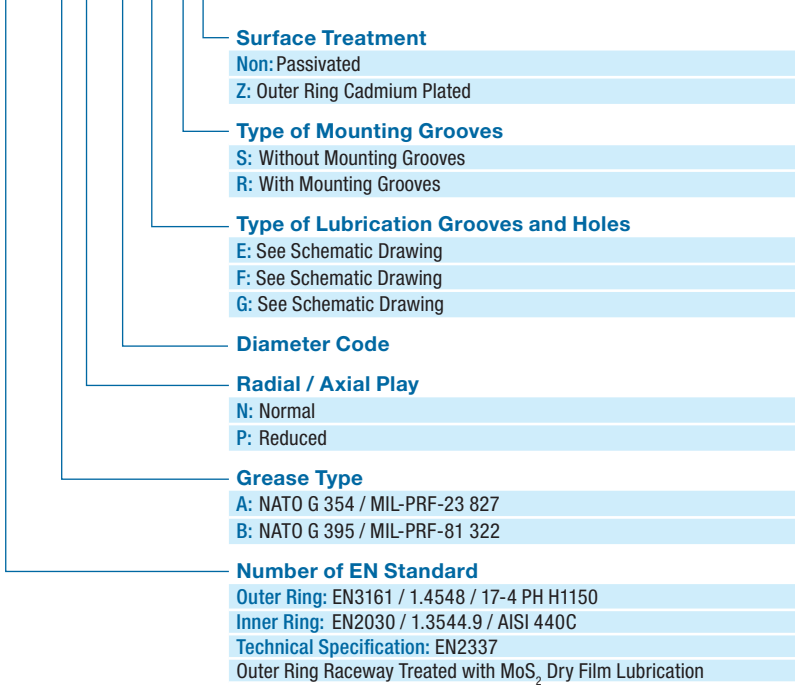 Surface Treatment
Non: Passivated
Z: Outer Ring Cadmium Plated
Type of Mounting Grooves
S: Without Mounting Grooves
R: With Mounting Grooves
Type of Lubrication Grooves and Holes
E: See Schematic Drawing
F: See Schematic Drawing
G: See Schematic Drawing
Diameter Code
Radial / Axial Play
N: Normal
P: Reduced
Grease Type
A: NATO G 354 / MIL-PRF-23 827
B: NATO G 395 / MIL-PRF-81 322
Number of EN Standard
Outer Ring: EN3161 / 1.4548 / 17-4 PH H1150
Inner Ring: EN2030 / 1.3544.9 / AISI 440C
Technical Specification: EN2337
Outer Ring Raceway Treated with MoS₂ Dry Film Lubrication